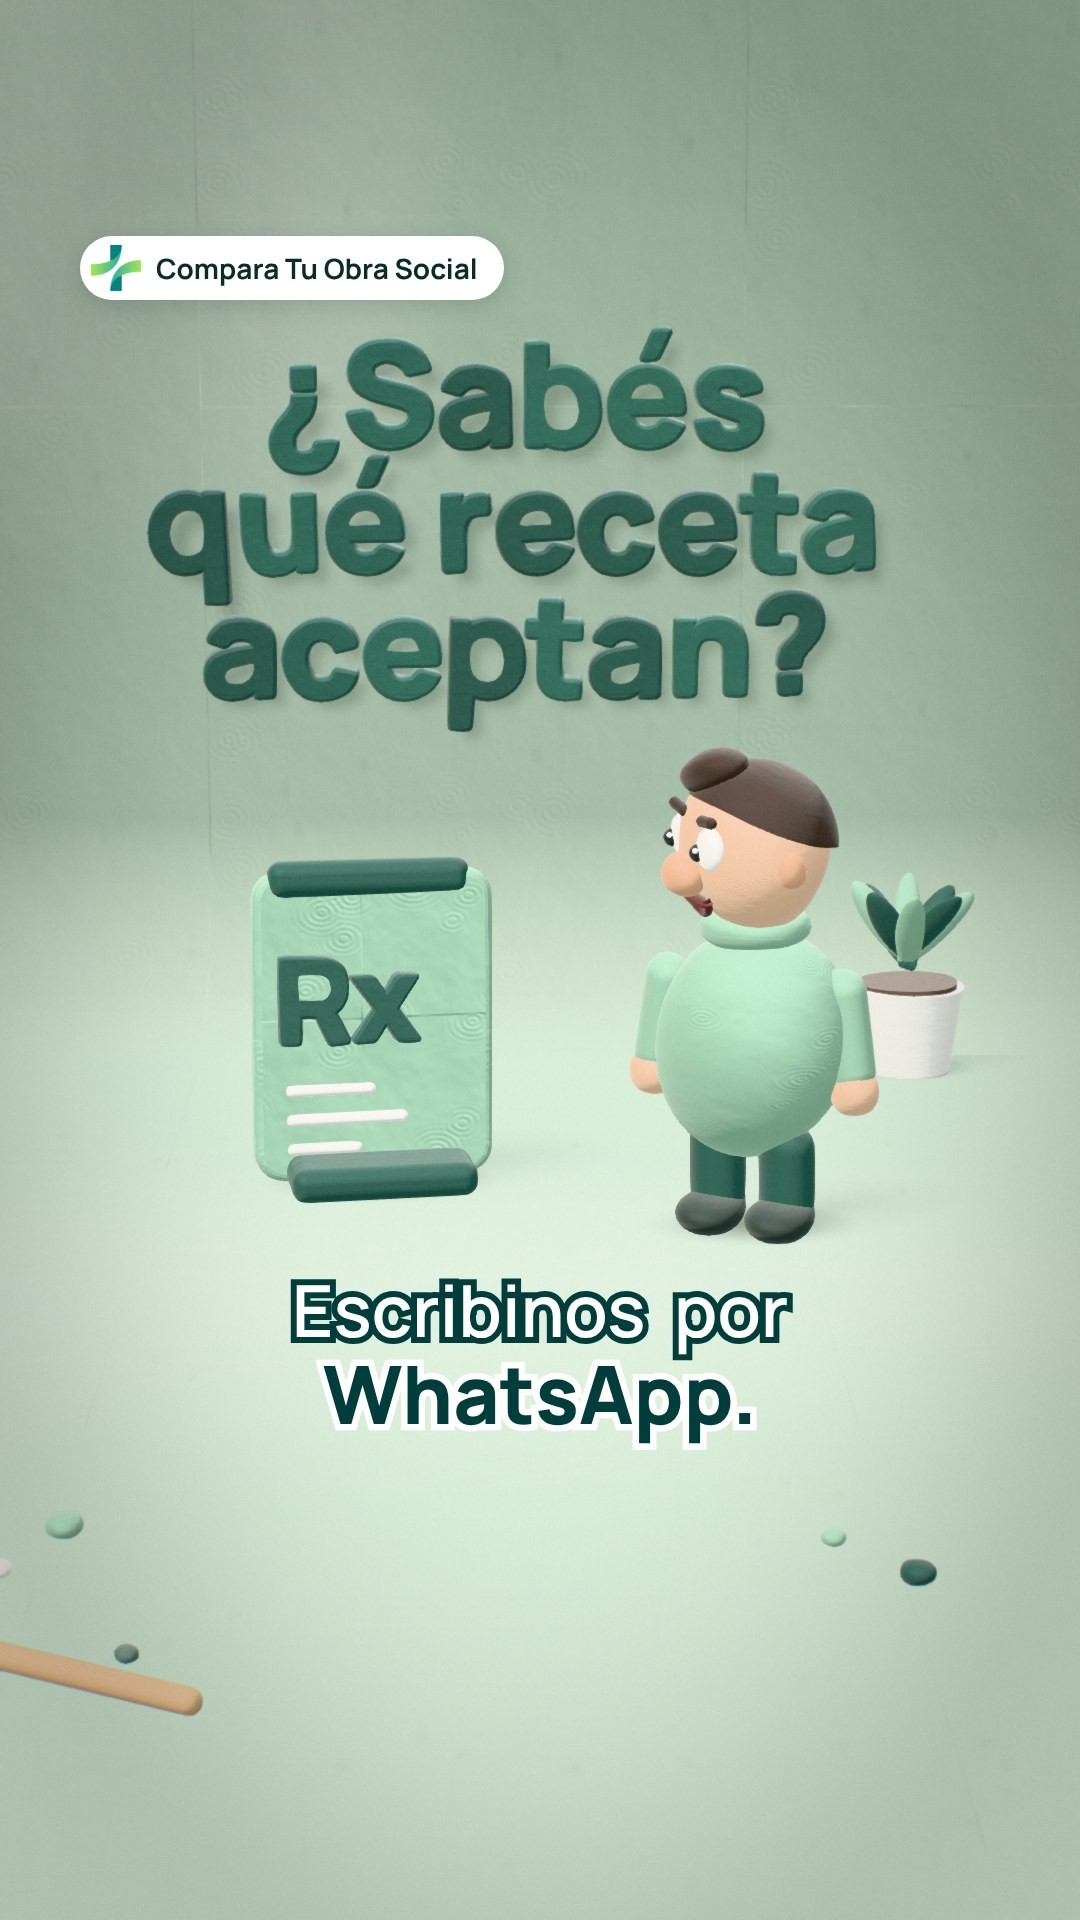 Compara Tu Obra Social
¿Sabés
qué receta
aceptan?
Rx
Escribinos por
WhatsApp.